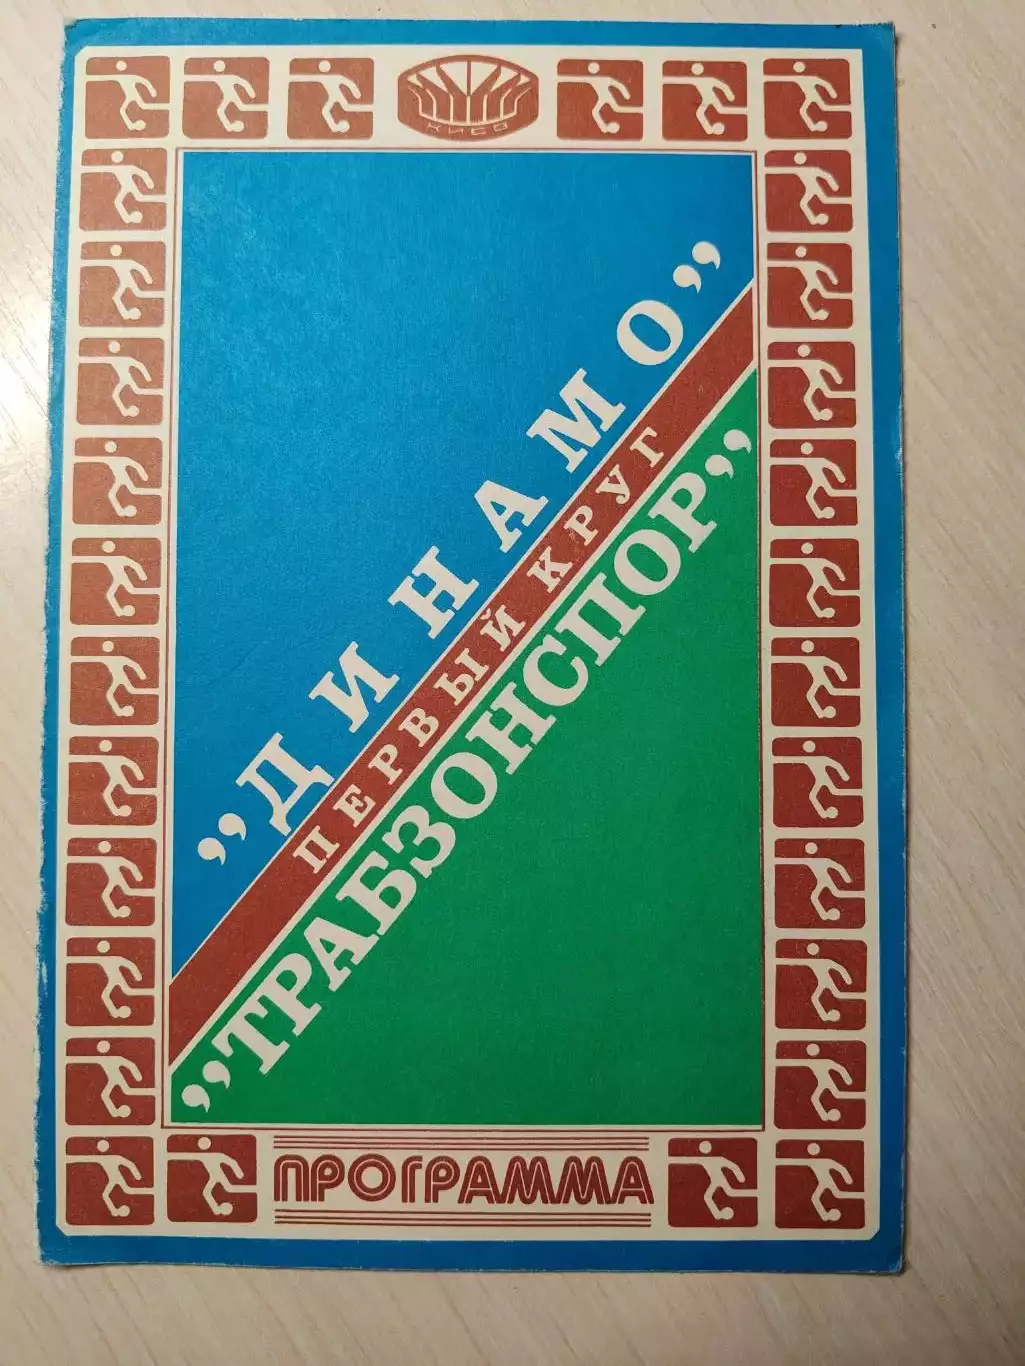 КИЕВ
"ДИНАМО"
ПЕРВЫЙ КРУГ
"ТРАБЗОНСПОР"
ПРОГРАММА